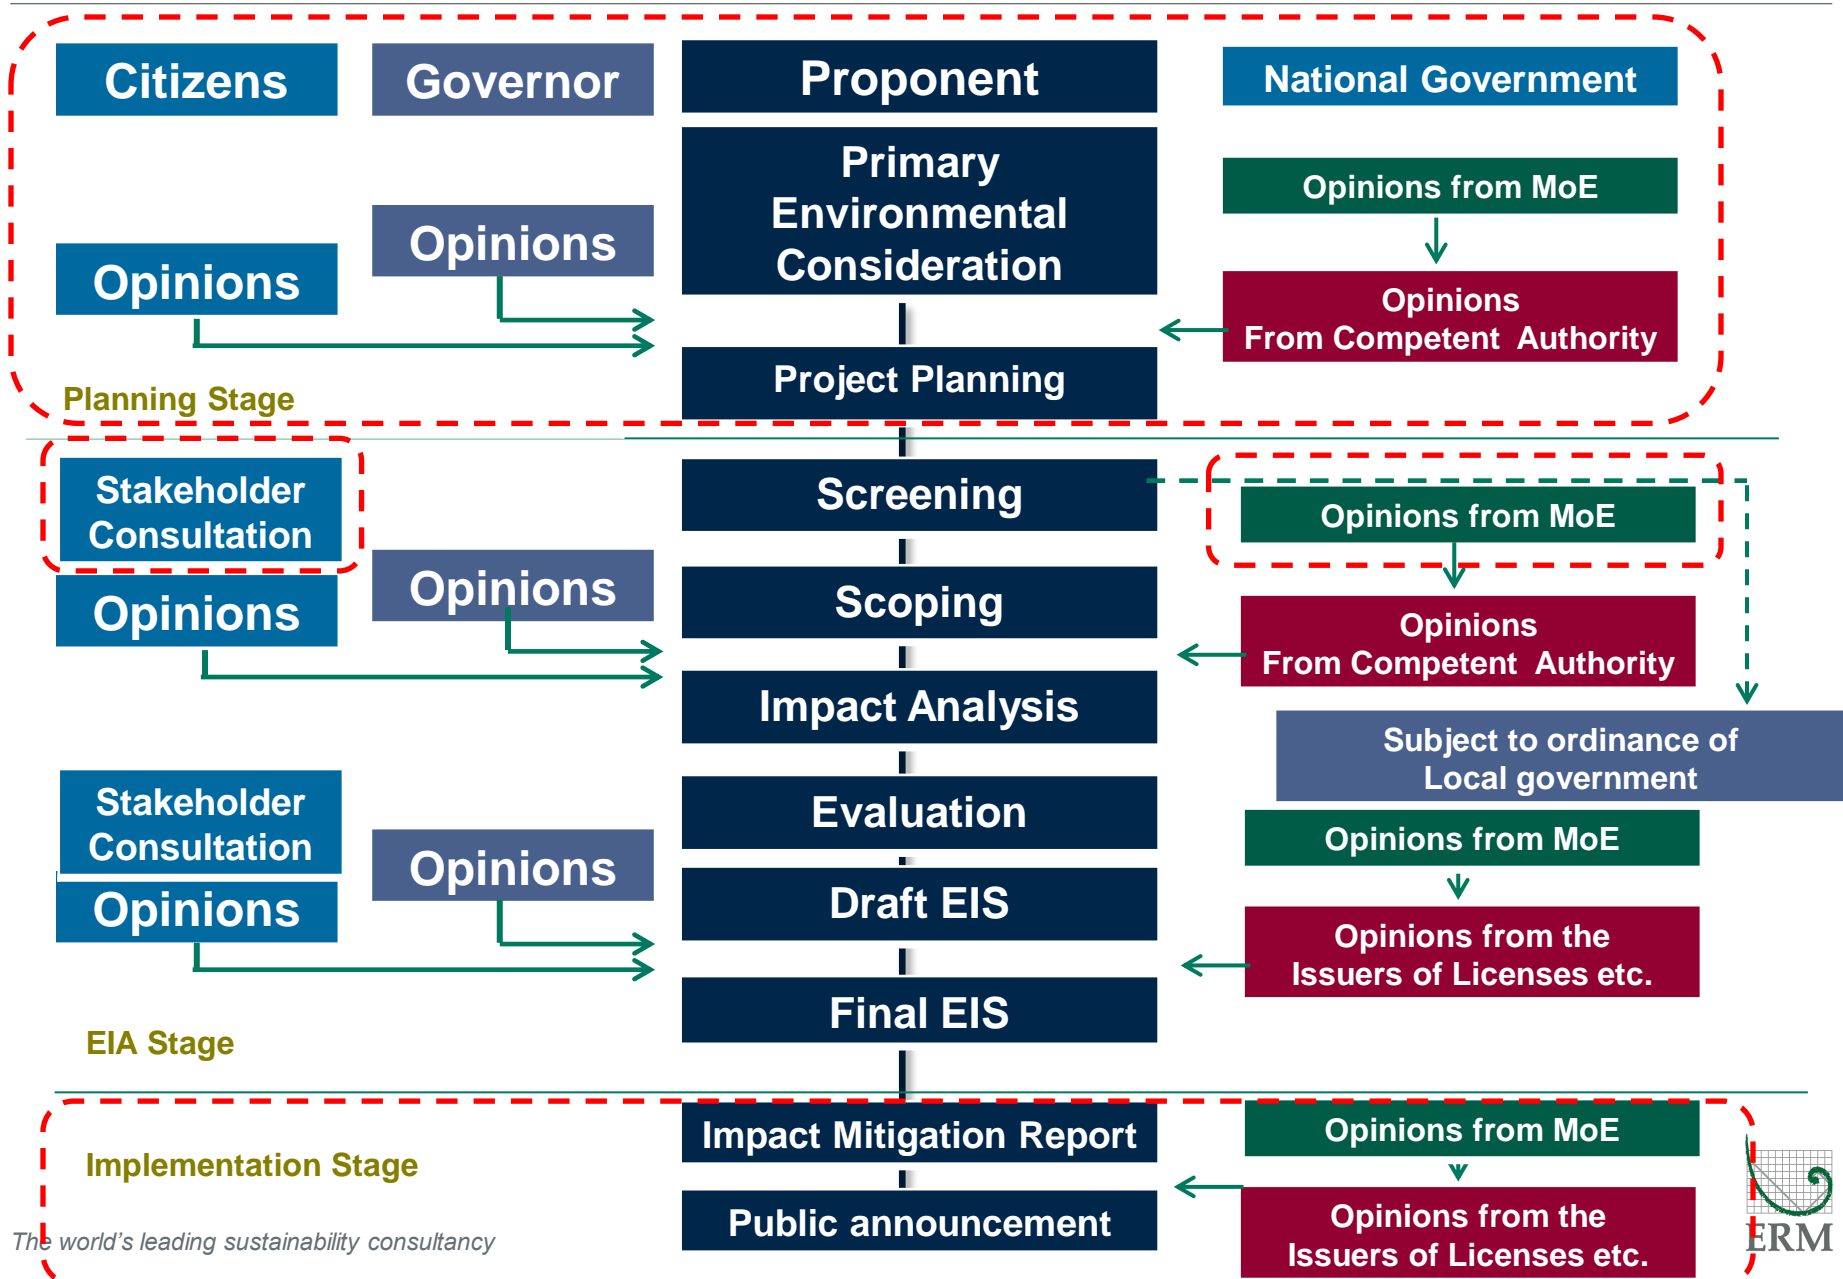 Citizens
Governor
Proponent
National Government
Primary
Environmental
Consideration
Opinions from MoE
Opinions
Opinions
Opinions
From Competent  Authority
Project Planning
Planning Stage
Stakeholder
Consultation
Screening
Opinions from MoE
Opinions
Opinions
Scoping
Opinions
From Competent  Authority
Impact Analysis
Subject to ordinance of
Local government
Stakeholder
Consultation
Evaluation
Opinions from MoE
Opinions
Opinions
Draft EIS
Opinions from the
Issuers of Licenses etc.
Final EIS
EIA Stage
Impact Mitigation Report
Opinions from MoE
Implementation Stage
Public announcement
Opinions from the
Issuers of Licenses etc.
The world's leading sustainability consultancy
ERM